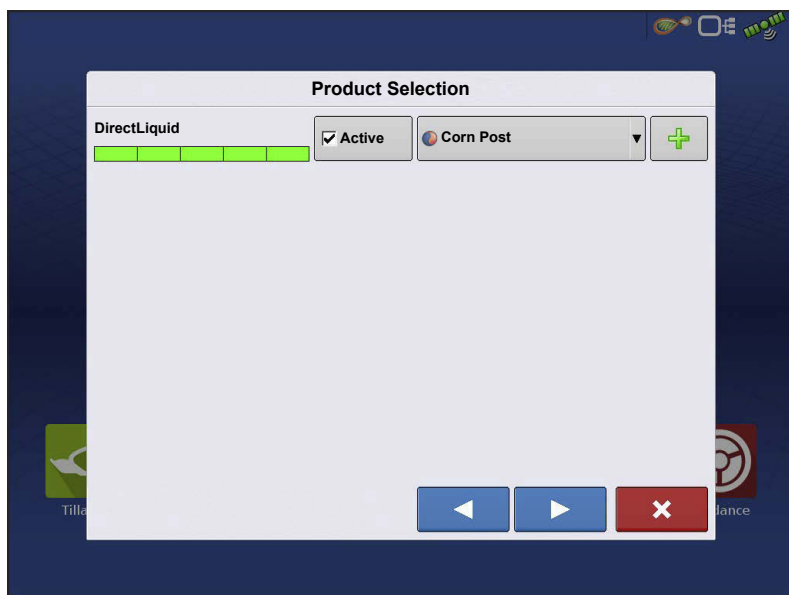 Product Selection
DirectLiquid
Active
Corn Post
Tilla
dance